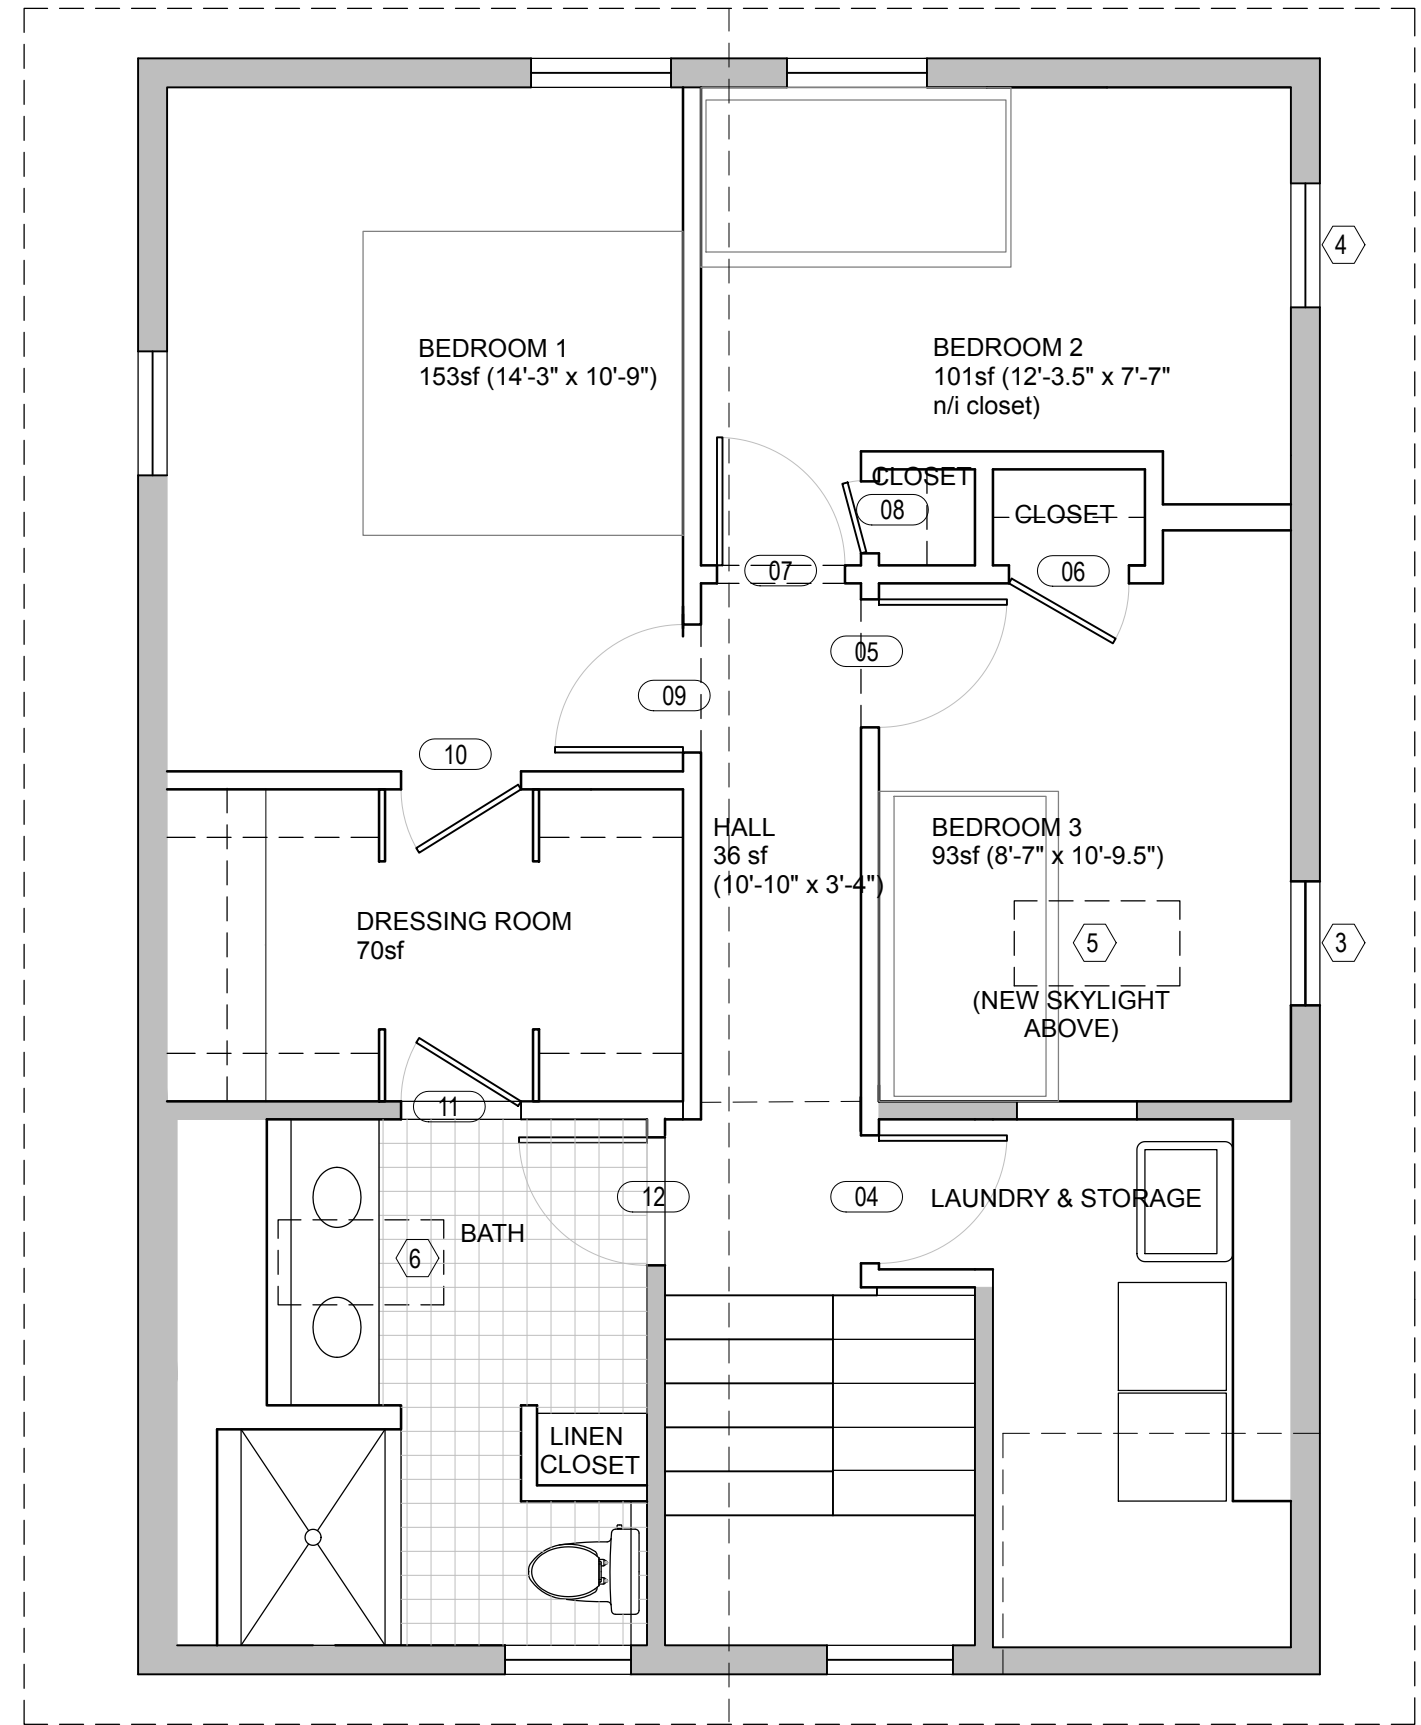 4
BEDROOM 1
153sf (14'-3" x 10'-9")
BEDROOM 2
101sf (12'-3.5" x 7'-7"
n/i closet)
CLOSET
08
CLOSET
07
06
05
09
10
HALL
36 sf
(10'-10" x 3'-4")
BEDROOM 3
93sf (8'-7" x 10'-9.5")
DRESSING ROOM
70sf
5
3
(NEW SKYLIGHT
ABOVE)
11
12
04
LAUNDRY & STORAGE
BATH
6
LINEN
CLOSET